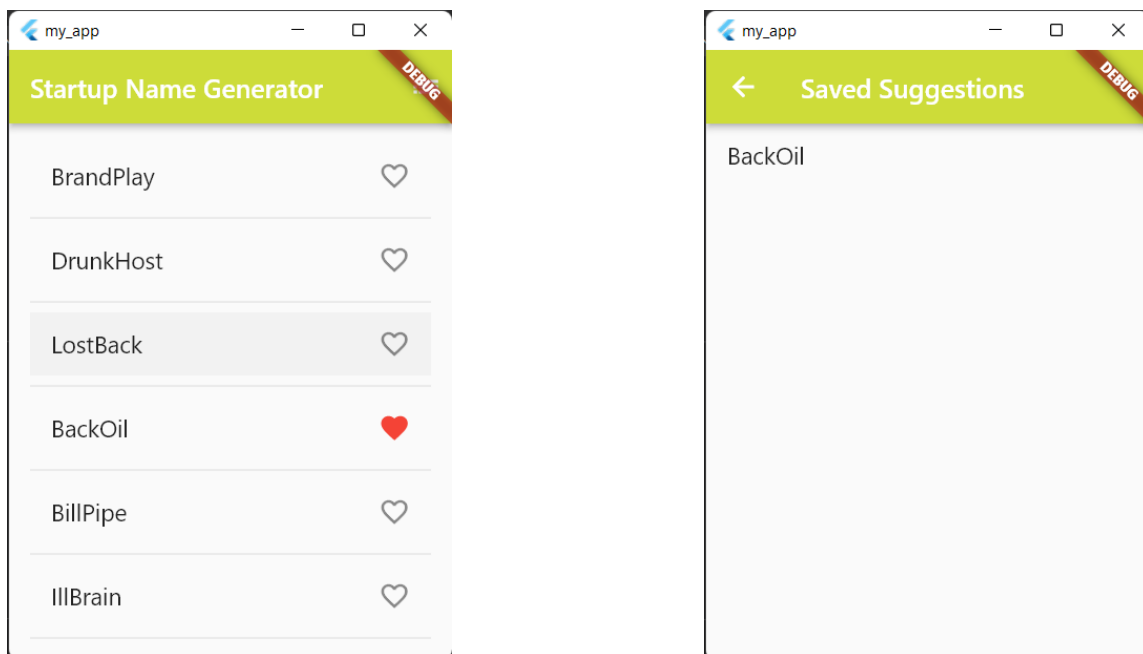 my_app
Startup Name Generator
DEBUG
BrandPlay
DrunkHost
LostBack
BackOil
BillPipe
IllBrain
my_app
Saved Suggestions
DEBUG
BackOil